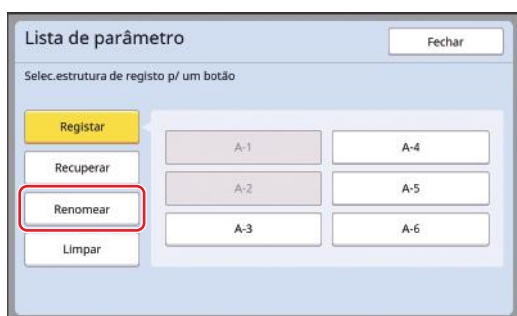 Lista de parâmetro
Fechar
Selec.estrutura de registo p/ um botão
Registar
Recuperar
Renomear
Limpar
A-1
A-4
A-2
A-5
A-3
A-6